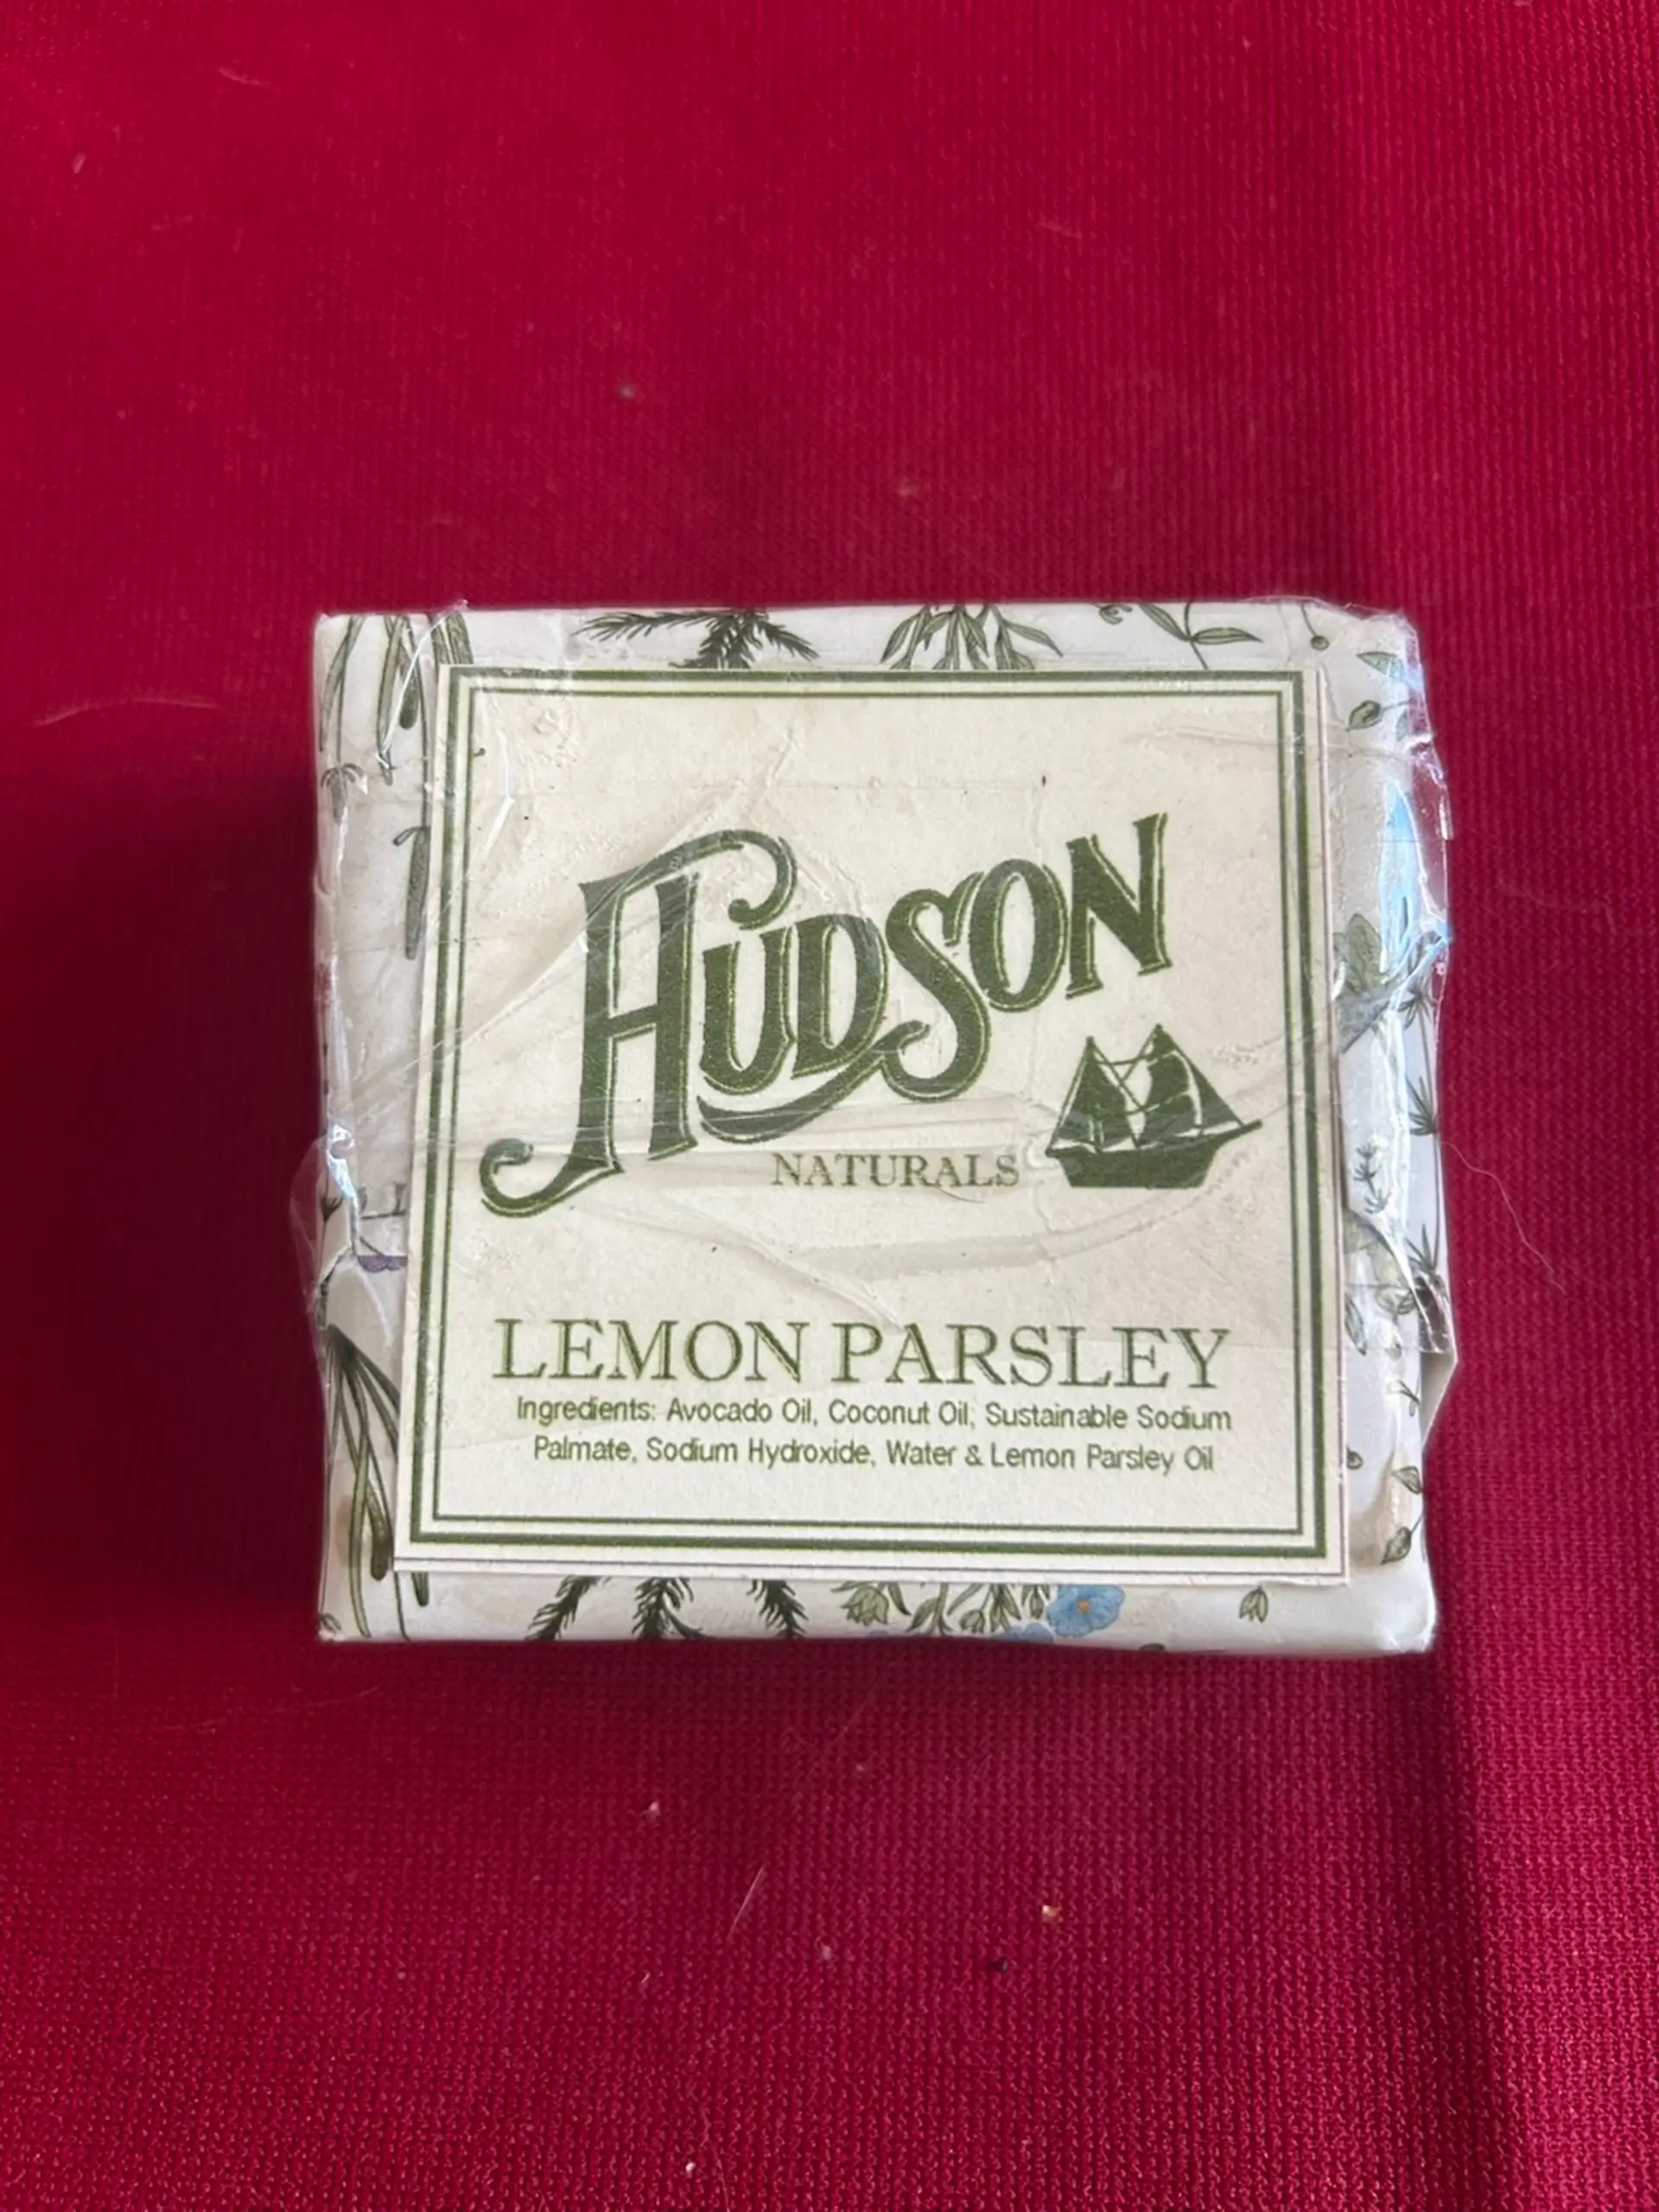 HUDSON
NATURALS
LEMON PARSLEY
Ingredients: Avocado Oil, Coconut Oil, Sustainable Sodium
Palmate, Sodium Hydroxide, Water & Lemon Parsley Oil